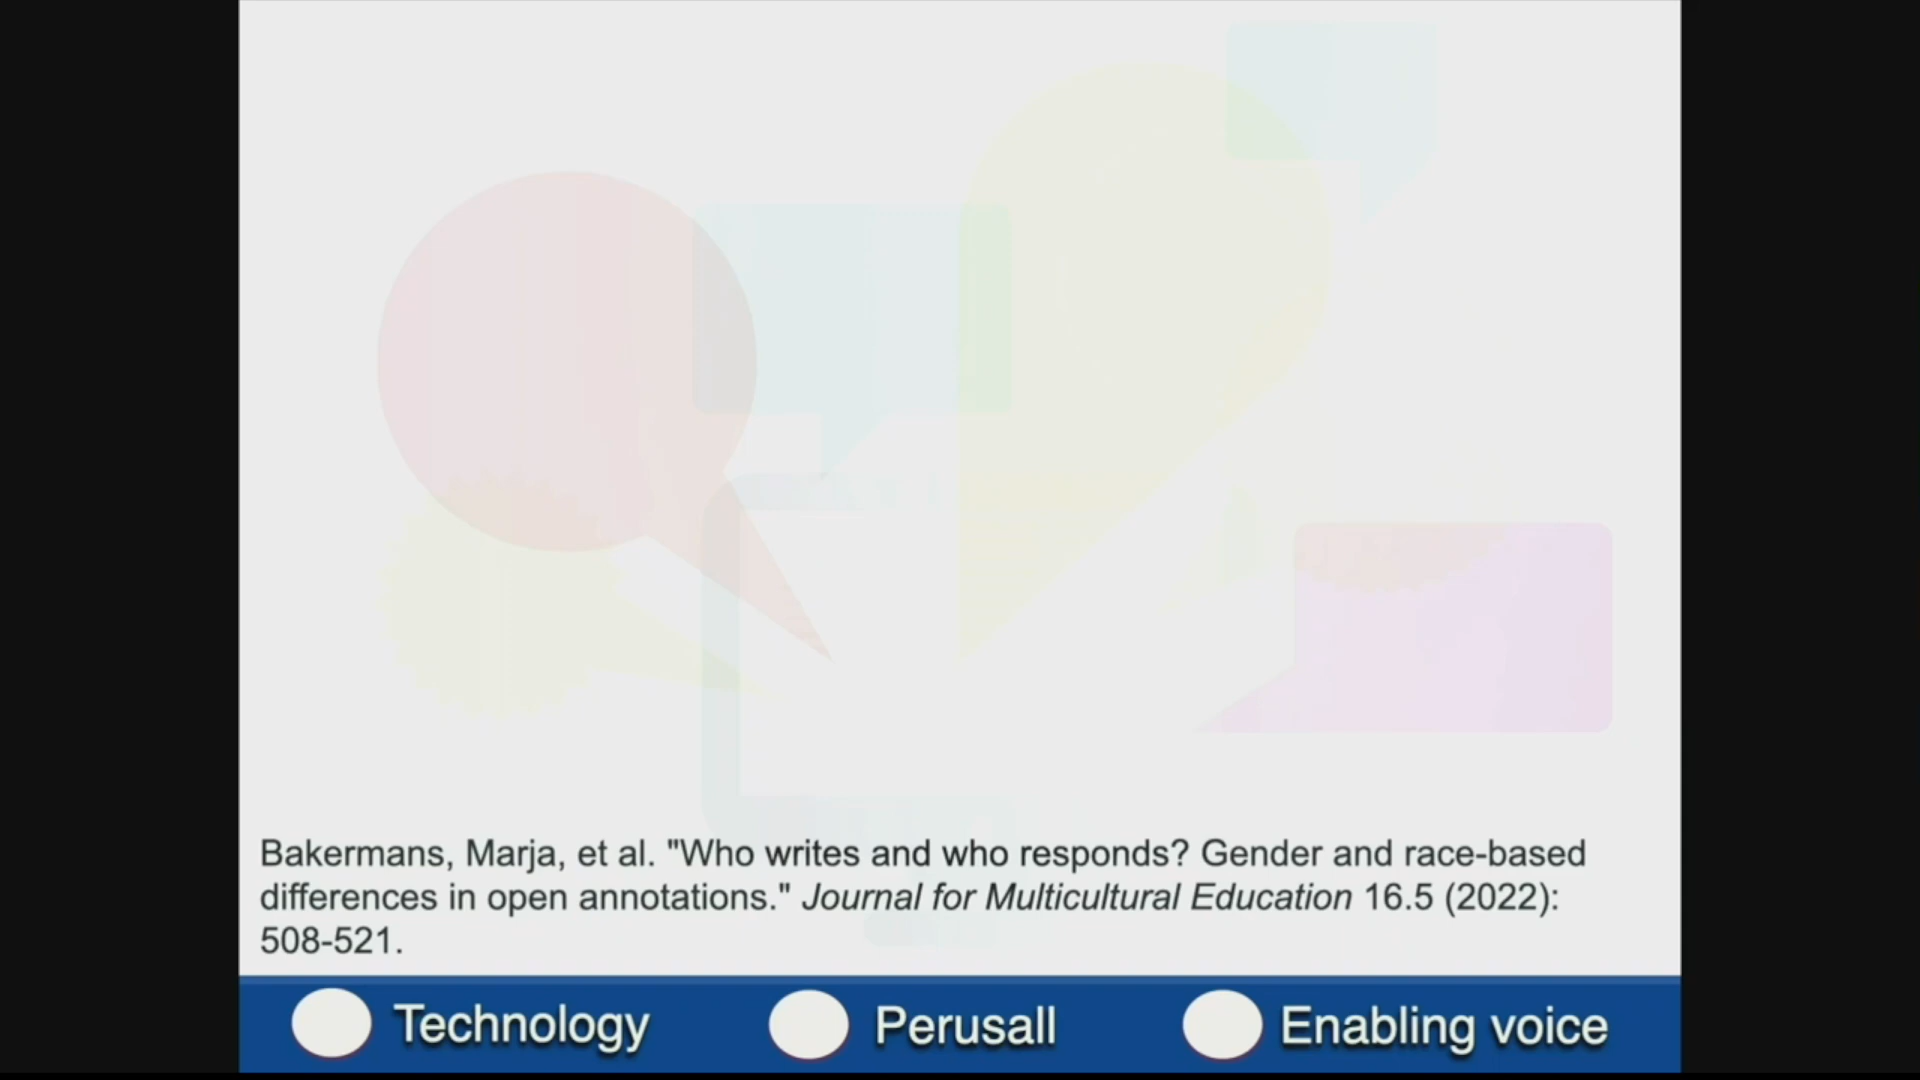 Bakermans, Marja, et al. "Who writes and who responds? Gender and race-based
differences in open annotations." Journal for Multicultural Education 16.5 (2022):
508-521.
Technology Perusall Enabling voice